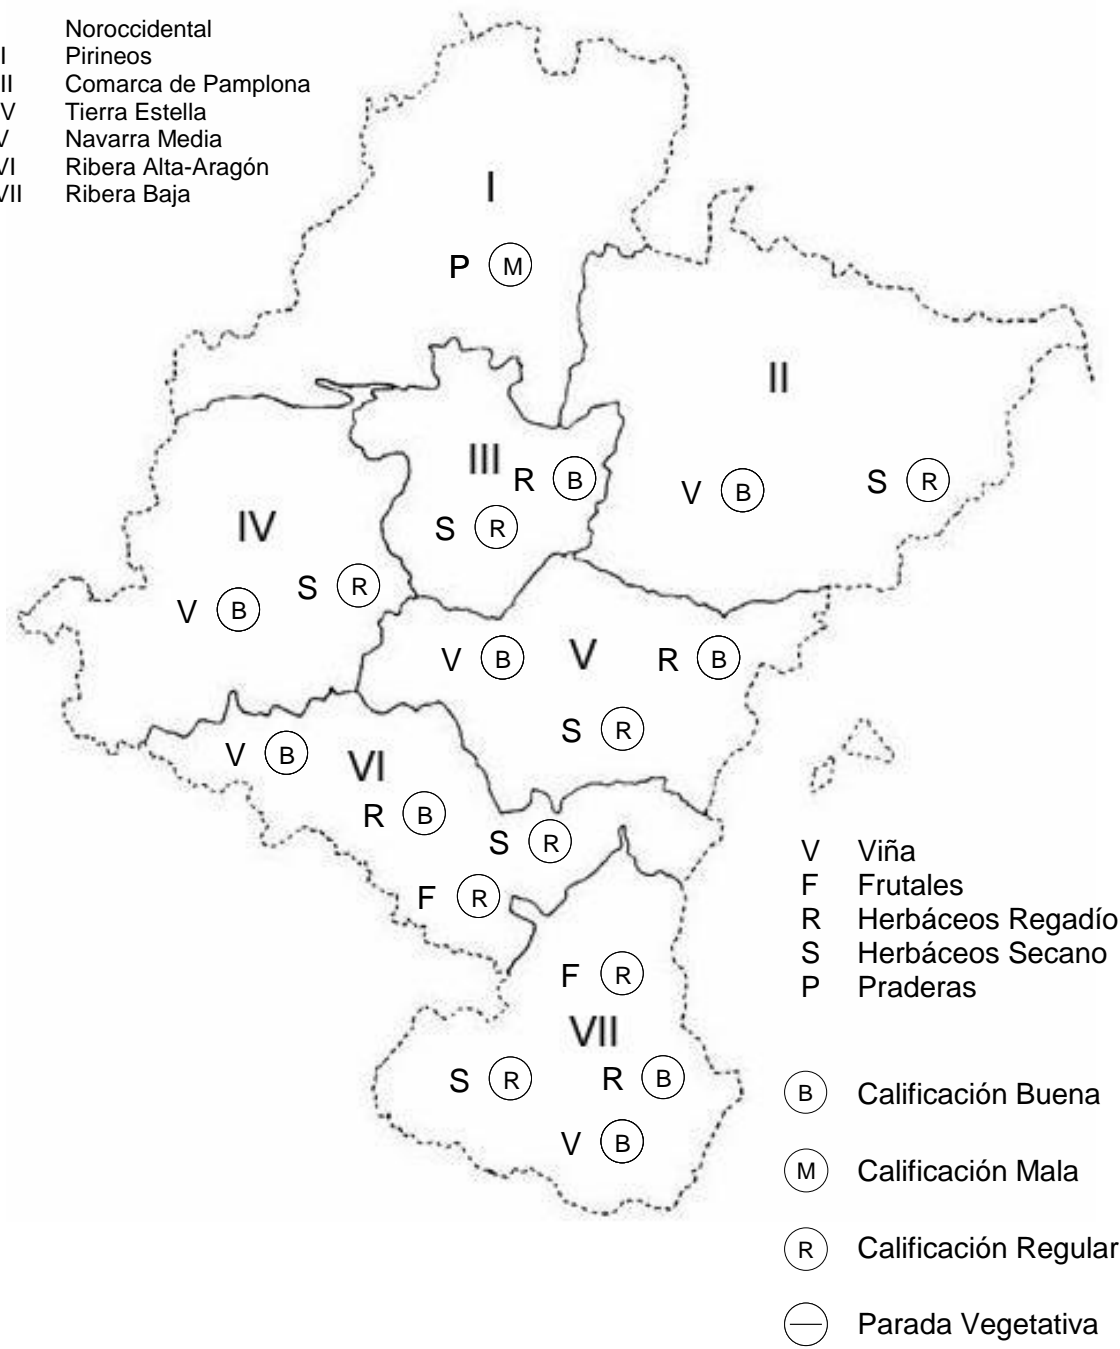 Noroccidental
I Pirineos
II Comarca de Pamplona
V Tierra Estella
V Navarra Media
VI Ribera Alta-Aragón
VII Ribera Baja
I
P M
II
V B S R
III
R B
S R
IV
S R
V B
V
V B R B
S R
V B
VI
R B
S R
F R
F R
VII
S R R B
V B
V Viña
F Frutales
R Herbáceos Regadío
S Herbáceos Secano
P Praderas
B Calificación Buena
M Calificación Mala
R Calificación Regular
Parada Vegetativa